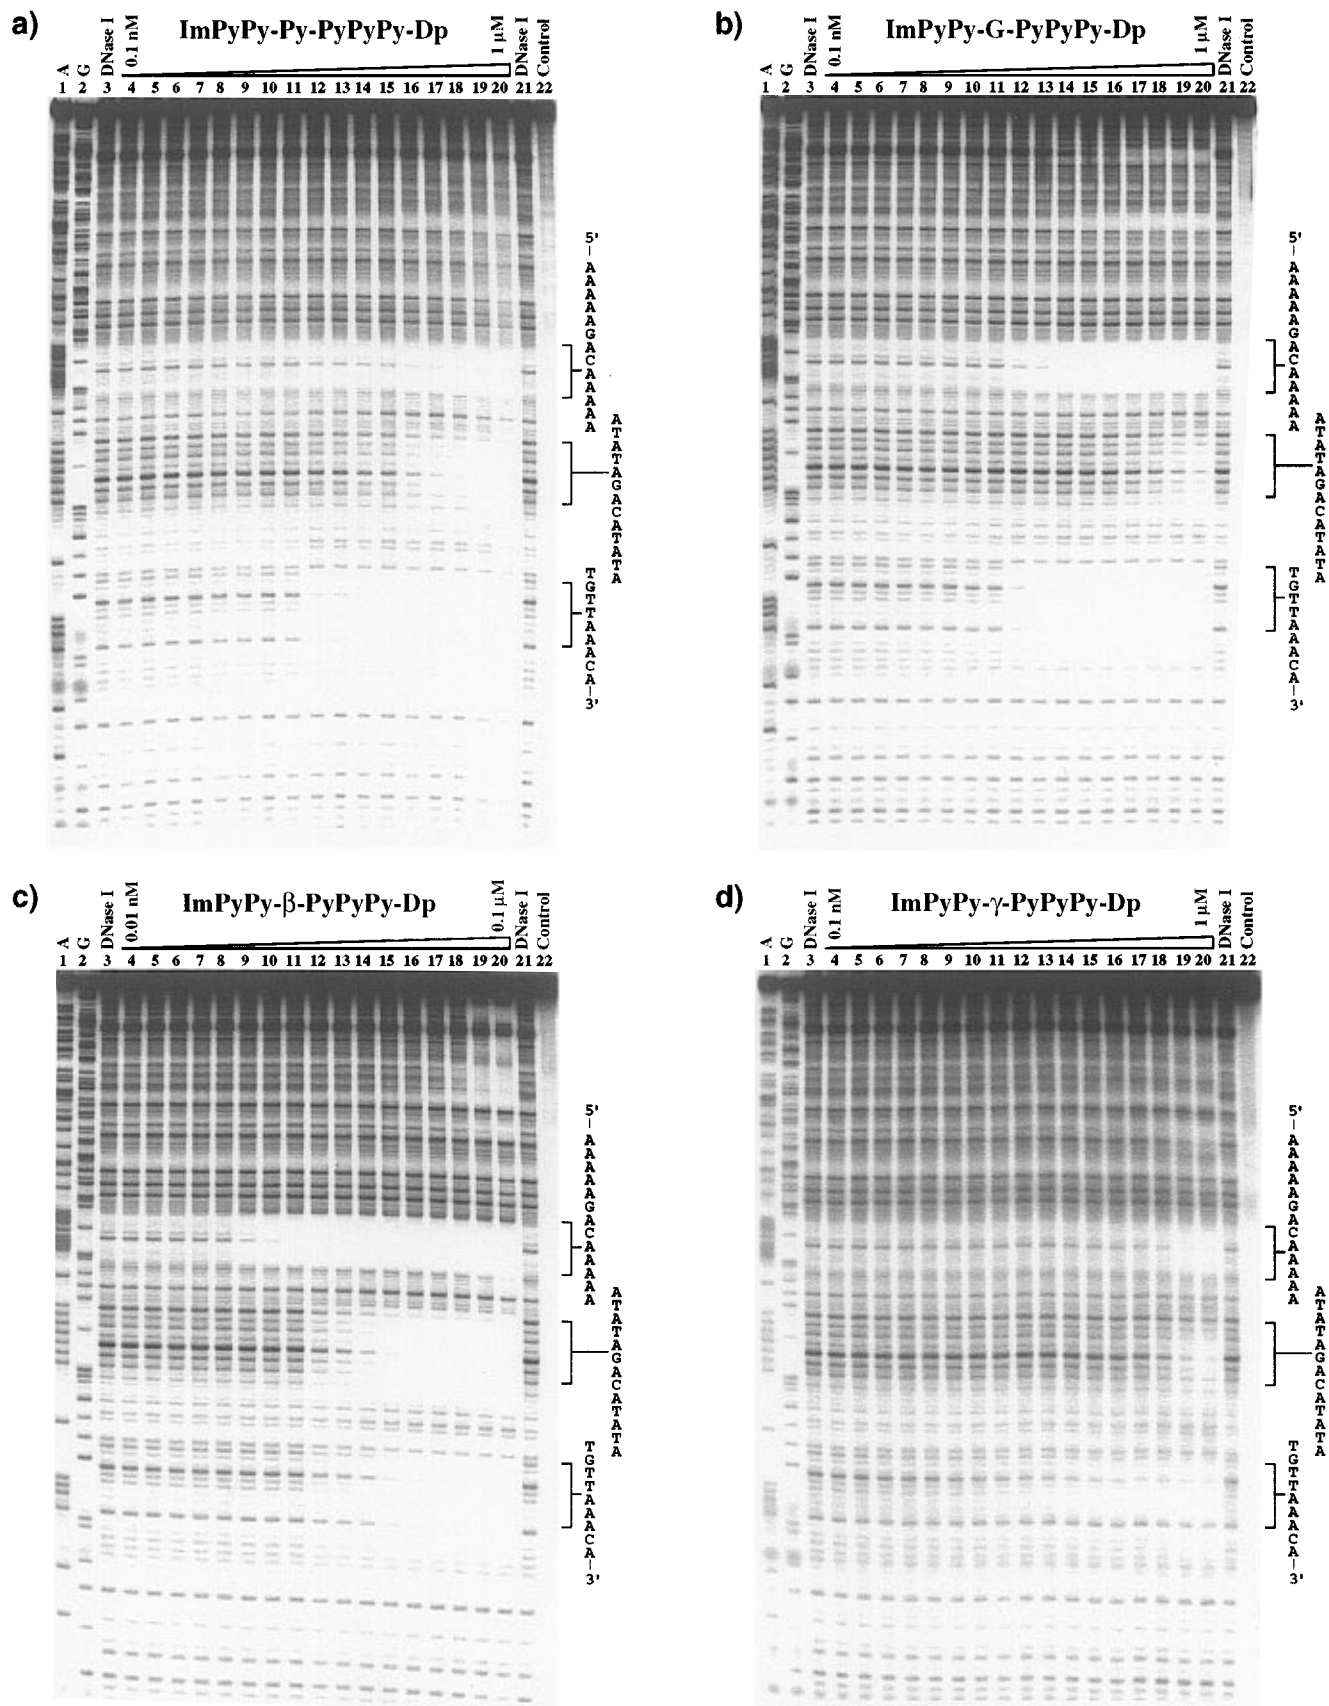 a)
ImPyPy-Py-PyPyPy-Dp
A
G
DNase I
0.1 nM
1 µM
DNase I
Control
1 2 3 4 5 6 7 8 9 10 11 12 13 14 15 16 17 18 19 20 21 22
5'
AAAAAGACAAAAA
ATATAGACATATA
TGTTAAACA
3'
b)
ImPyPy-G-PyPyPy-Dp
A
G
DNase I
0.1 nM
1 µM
DNase I
Control
1 2 3 4 5 6 7 8 9 10 11 12 13 14 15 16 17 18 19 20 21 22
5'
AAAAAGACAAAAA
ATATAGACATATA
TGTTAAACA
3'
c)
ImPyPy-β-PyPyPy-Dp
A
G
DNase I
0.01 nM
0.1 µM
DNase I
Control
1 2 3 4 5 6 7 8 9 10 11 12 13 14 15 16 17 18 19 20 21 22
5'
AAAAAGACAAAAA
ATATAGACATATA
TGTTAAACA
3'
d)
ImPyPy-γ-PyPyPy-Dp
A
G
DNase I
0.1 nM
1 µM
DNase I
Control
1 2 3 4 5 6 7 8 9 10 11 12 13 14 15 16 17 18 19 20 21 22
5'
AAAAAGACAAAAA
ATATAGACATATA
TGTTAAACA
3'